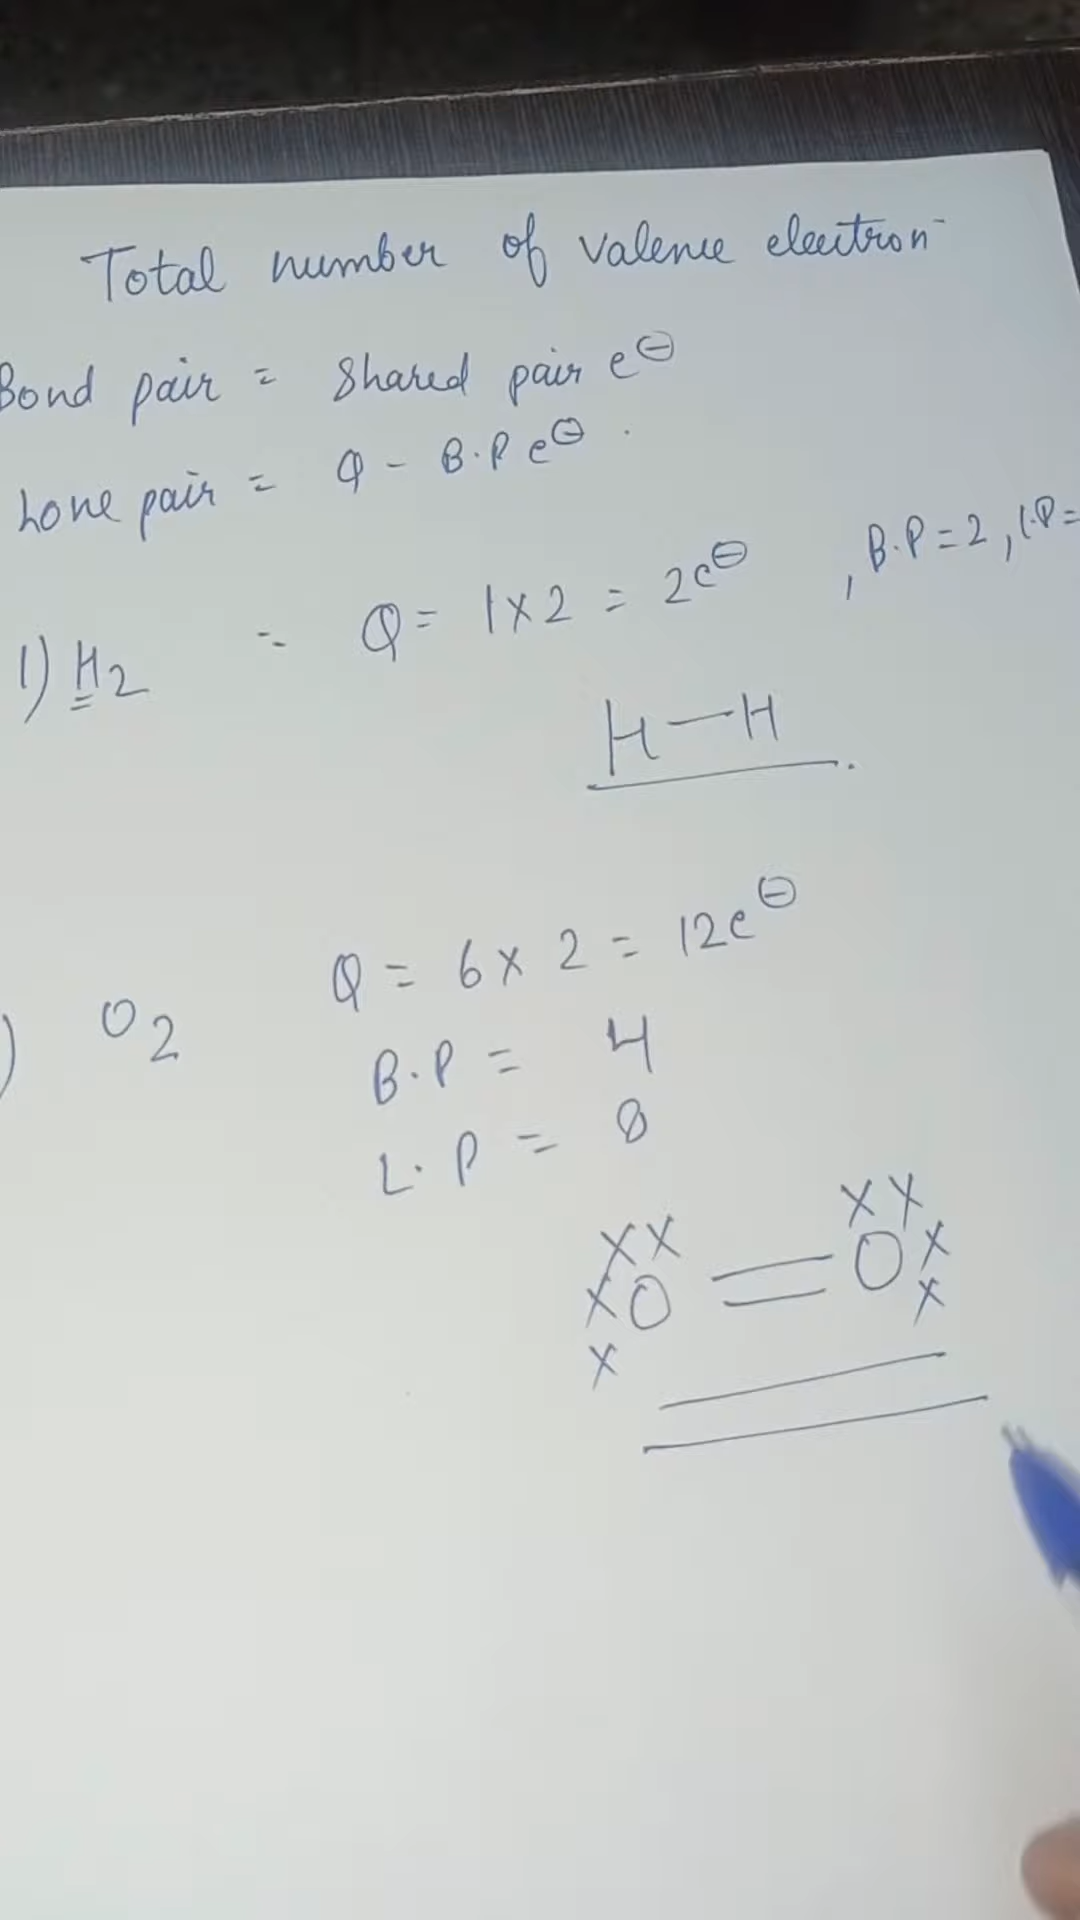 Total number of valence electron
Bond pair = Shared pair e⊖
Lone pair = Q - B.P e⊖.
1) H2 = Q = 1 x 2 = 2e⊖ , B.P = 2, L.P =
H — H
) O2 Q = 6 x 2 = 12e⊖
B.P = 4
L.P = 8
x x x x
x O = O x
x x